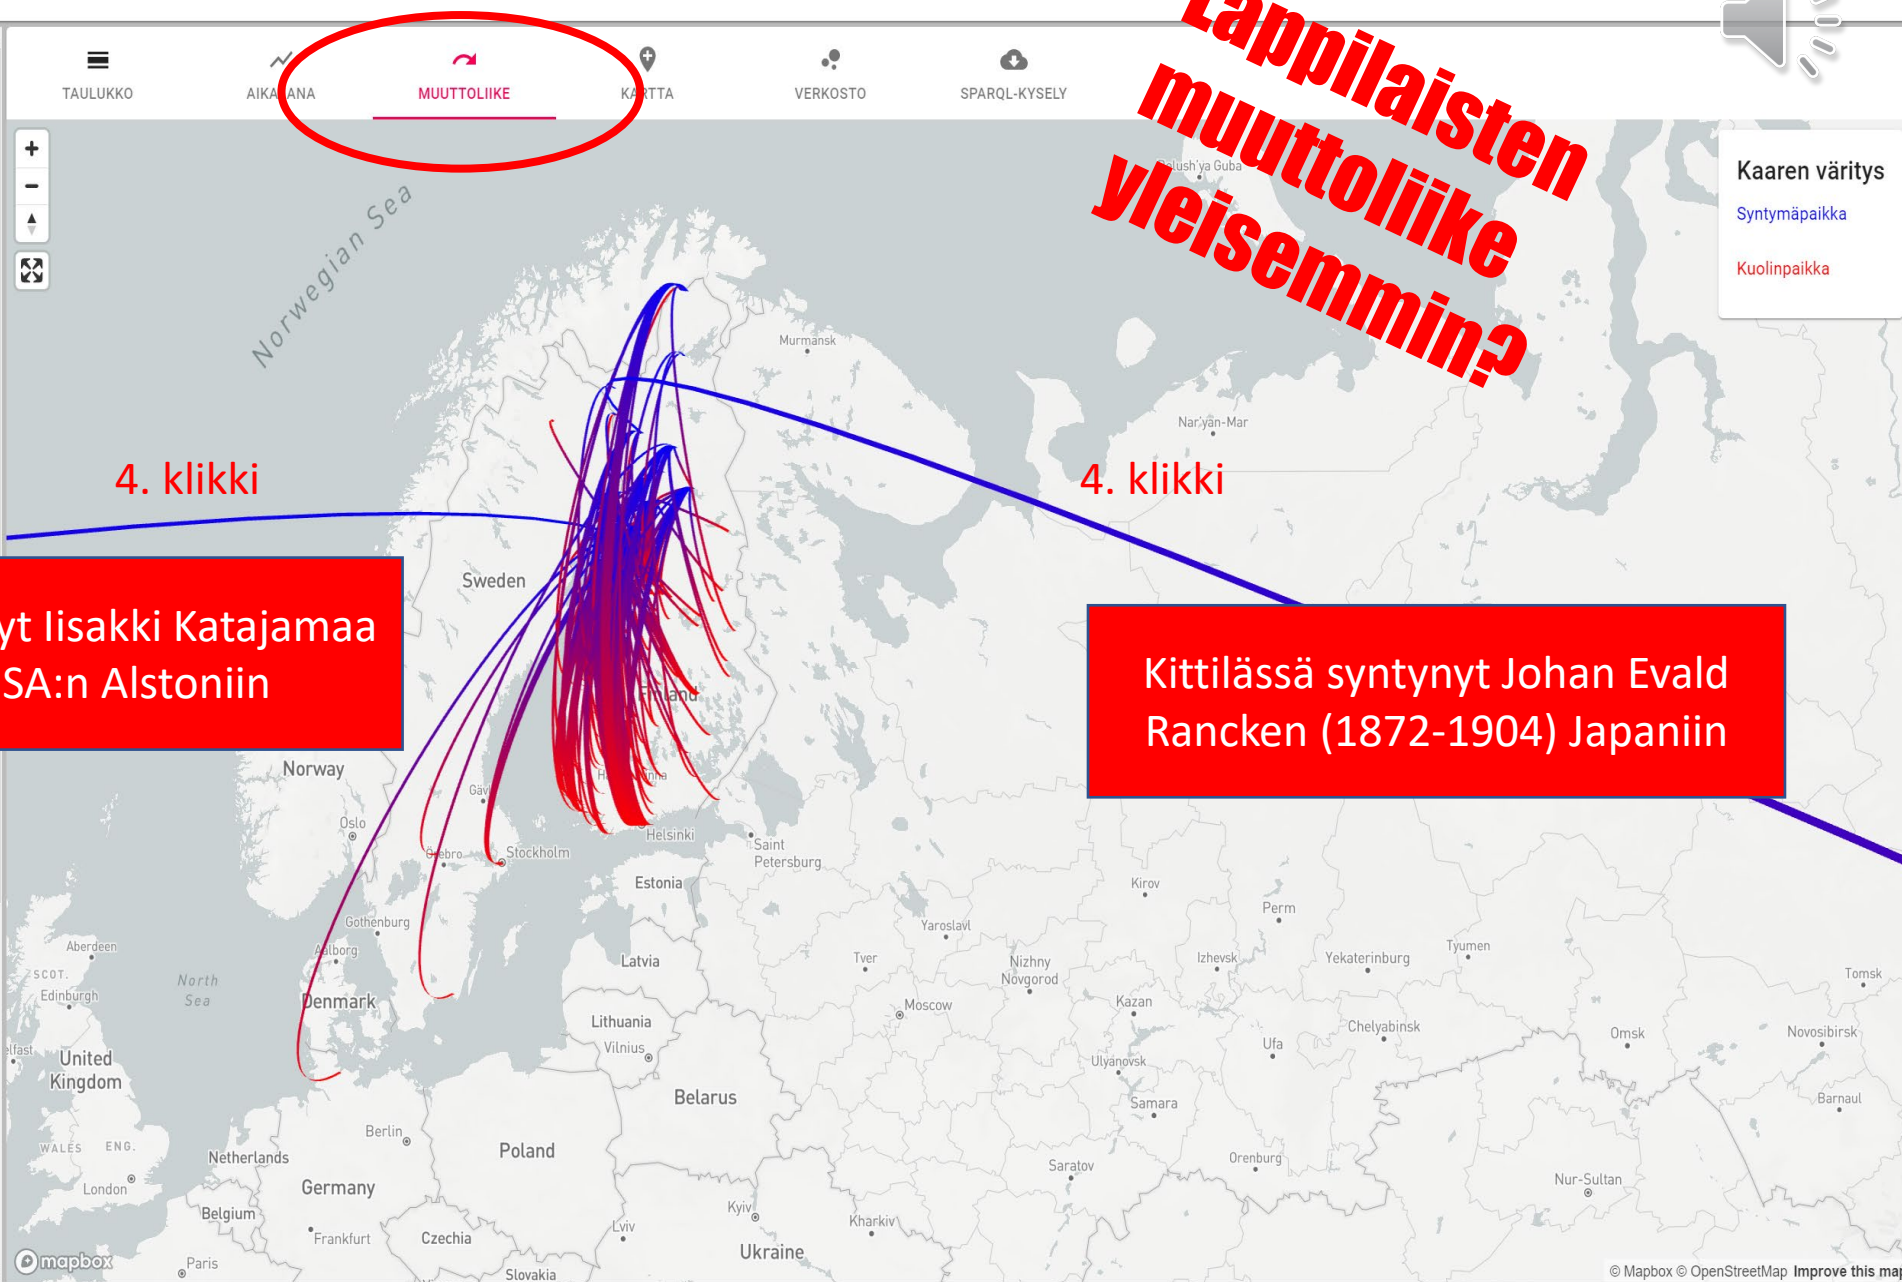 TAULUKKO
MUUTTOLIIKE
KARTTA
VERKOSTO
SPARQL-KYSELY
Lappilaisten
muuttoliike
yleisemmin?
Kaaren väritys
Syntymäpaikka
Kuolinpaikka
Norwegian Sea
Murmansk
Nar'yan-Mar
4. klikki
4. klikki
Sweden
Iisakki Katajamaa
Alstoniin
Kittilässä syntynyt Johan Evald
Rancken (1872-1904) Japaniin
Finland
Norway
Oslo
Örebro
Stockholm
Helsinki
Saint
Petersburg
Estonia
Kirov
Perm
Gothenburg
Yaroslavl
Aberdeen
Aalborg
Latvia
Tver
Nizhny
Novgorod
Izhevsk
Yekaterinburg
Tyumen
Tomsk
SCOT.
Edinburgh
North
Sea
Denmark
Moscow
Kazan
Lithuania
Vilnius
Chelyabinsk
Omsk
Novosibirsk
Ufa
United
Kingdom
Ulyanovsk
Belarus
Samara
Barnaul
WALES ENG.
Berlin
Poland
Netherlands
Saratov
Orenburg
London
Germany
Nur-Sultan
Belgium
Kyiv
Lviv
Kharkiv
Frankfurt
Czechia
Ukraine
mapbox
Paris
Slovakia
© Mapbox © OpenStreetMap Improve this map